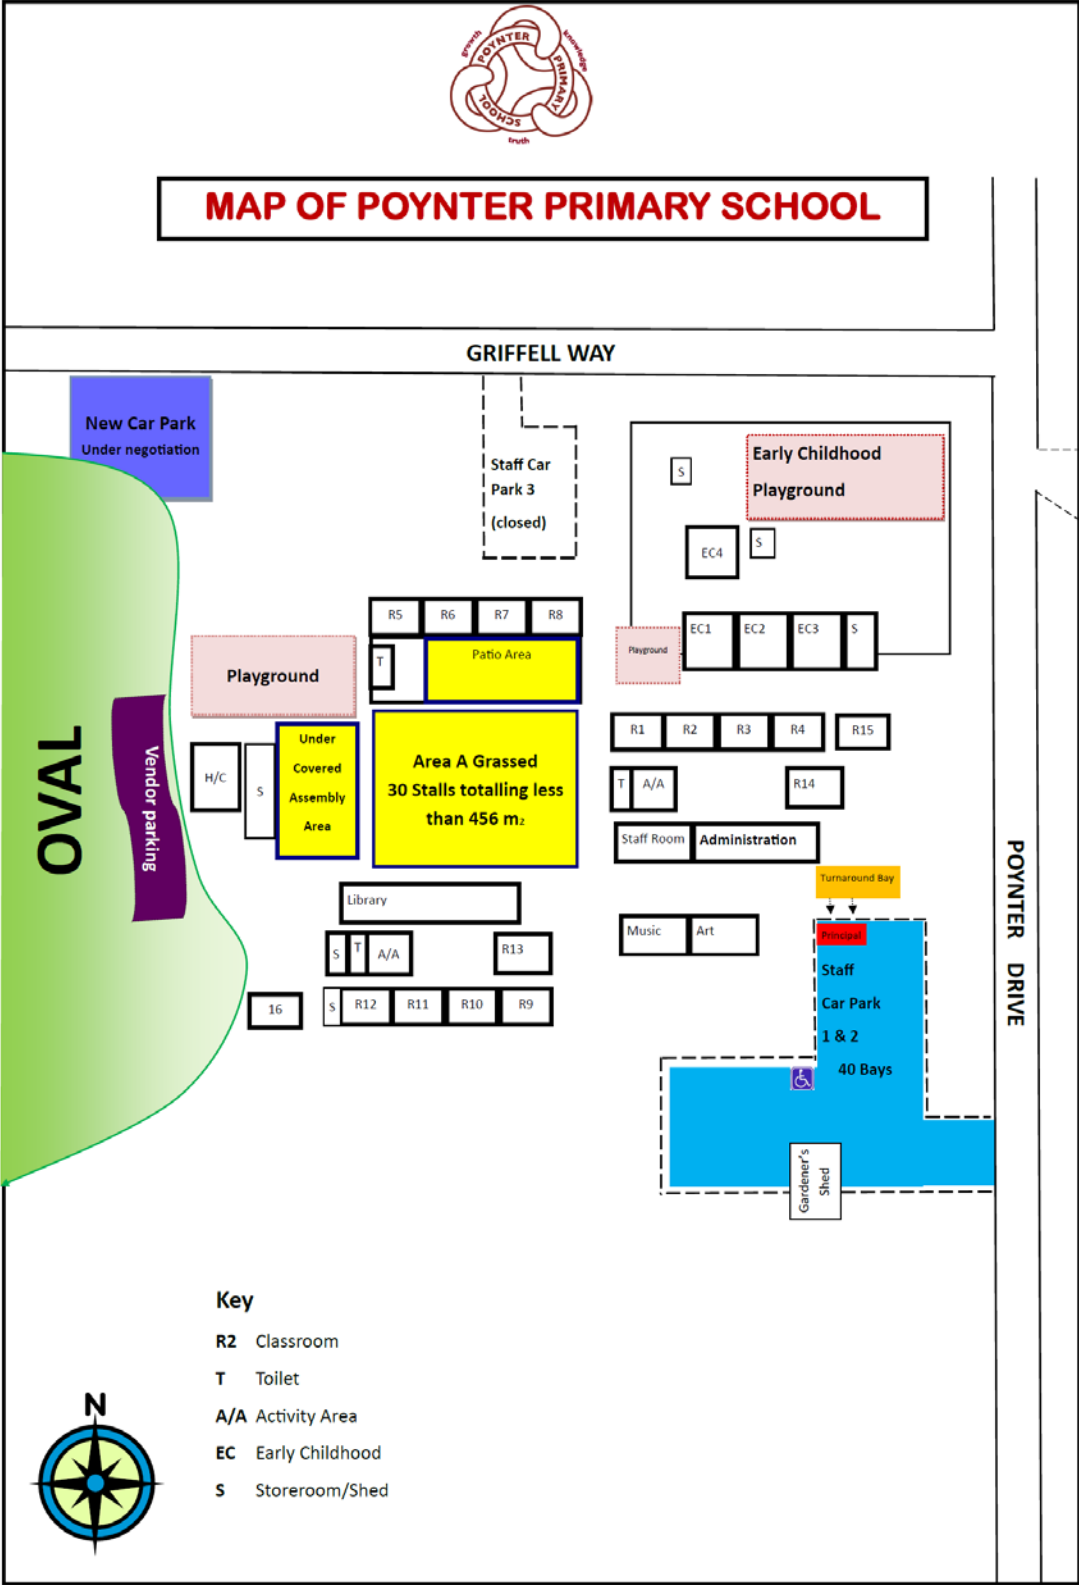 growth
knowledge
POYNTER
PRIMARY
SCHOOL
truth
MAP OF POYNTER PRIMARY SCHOOL
GRIFFELL WAY
New Car Park
Under negotiation
Staff Car
Park 3
(closed)
S
Early Childhood
Playground
EC4
S
R5
R6
R7
R8
T
Patio Area
Playground
Playground
EC1
EC2
EC3
S
OVAL
Vendor parking
H/C
S
Under
Covered
Assembly
Area
Area A Grassed
30 Stalls totalling less
than 456 m2
R1
R2
R3
R4
R15
T
A/A
R14
Staff Room
Administration
Turnaround Bay
Library
Music
Art
Principal
Staff
Car Park
1 & 2
40 Bays
S
T
A/A
R13
16
S
R12
R11
R10
R9
Gardener's
Shed
POYNTER DRIVE
Key
R2 Classroom
T Toilet
A/A Activity Area
EC Early Childhood
S Storeroom/Shed
N